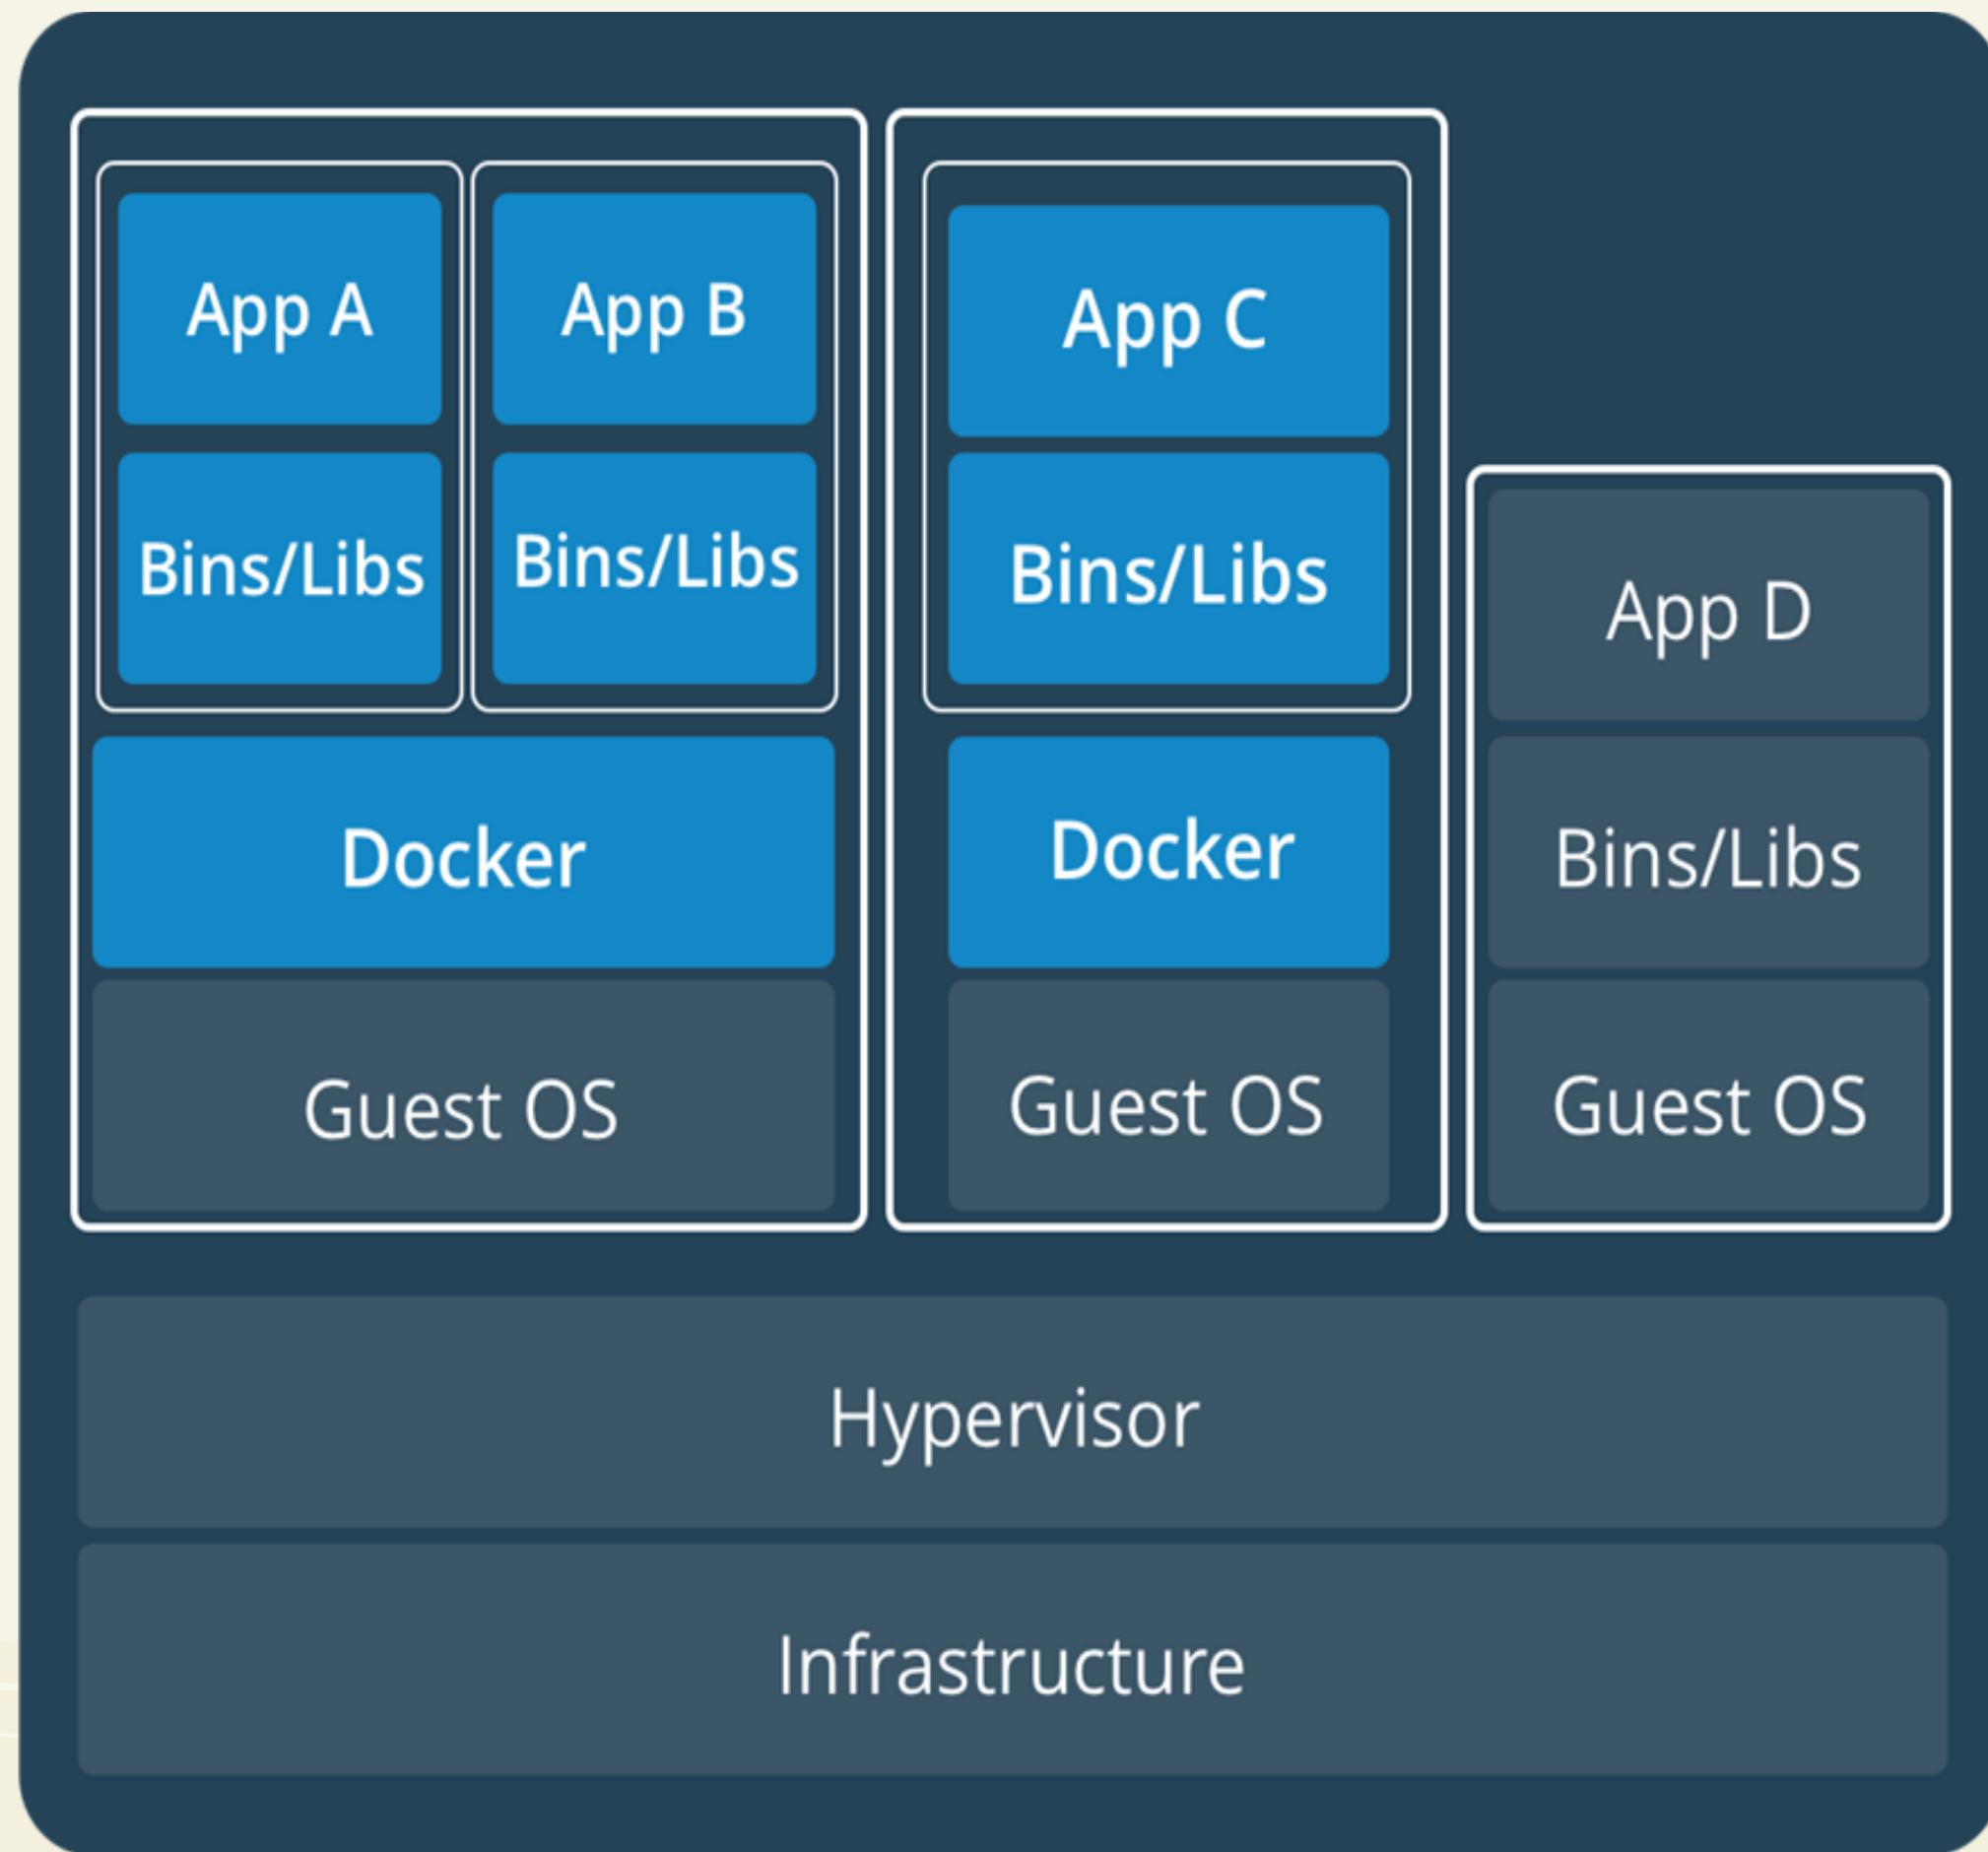 App A
App B
App C
Bins/Libs
Bins/Libs
Bins/Libs
App D
Docker
Docker
Bins/Libs
Guest OS
Guest OS
Guest OS
Hypervisor
Infrastructure